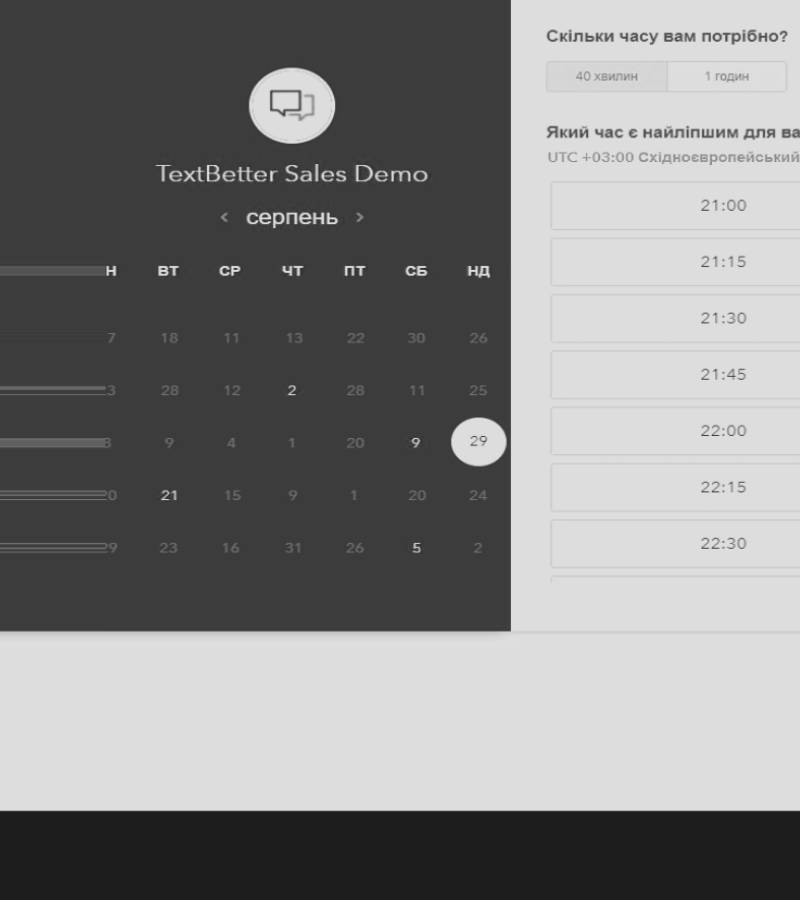 TextBetter Sales Demo
< серпень >
Н ВТ СР ЧТ ПТ СБ НД
7 18 11 13 22 30 26
3 28 12 2 28 11 25
8 9 4 1 20 9 29
0 21 15 9 1 20 24
9 23 16 31 26 5 2
Скільки часу вам потрібно?
40 хвилин 1 годин
Який час є найліпшим для ва
UTC +03:00 Східноєвропейський
21:00
21:15
21:30
21:45
22:00
22:15
22:30